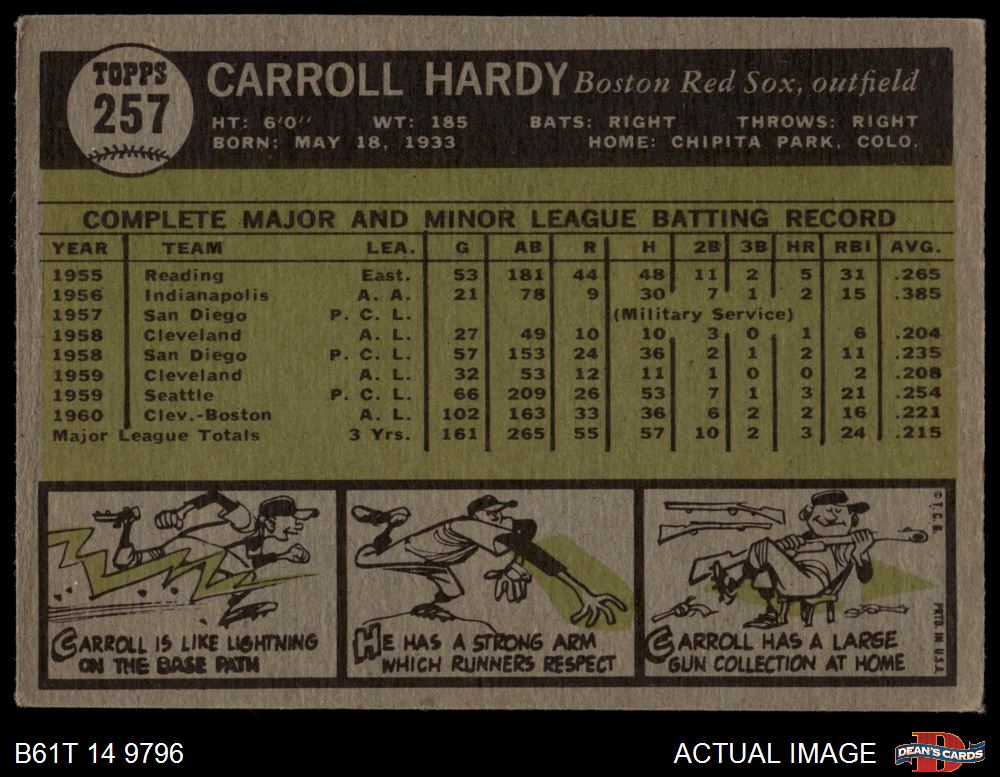 TOPPS
257
CARROLL HARDY Boston Red Sox, outfield
HT: 6'0" WT: 185 BATS: RIGHT THROWS: RIGHT
BORN: MAY 18, 1933 HOME: CHIPITA PARK, COLO.
COMPLETE MAJOR AND MINOR LEAGUE BATTING RECORD
YEAR TEAM LEA. G AB R H 2B 3B HR RBI AVG.
1955 Reading East. 53 181 44 48 11 2 5 31 .265
1956 Indianapolis A. A. 21 78 9 30 7 1 2 15 .385
1957 San Diego P. C. L. (Military Service)
1958 Cleveland A. L. 27 49 10 10 3 0 1 6 .204
1958 San Diego P. C. L. 57 153 24 36 2 1 2 11 .235
1959 Cleveland A. L. 32 53 12 11 1 0 0 2 .208
1959 Seattle P. C. L. 66 209 26 53 7 1 3 21 .254
1960 Clev.-Boston A. L. 102 163 33 36 6 2 2 16 .221
Major League Totals 3 Yrs. 161 265 55 57 10 2 3 24 .215
CARROLL IS LIKE LIGHTNING
ON THE BASE PATH
HE HAS A STRONG ARM
WHICH RUNNERS RESPECT
CARROLL HAS A LARGE
GUN COLLECTION AT HOME
© T.C.G. PRTD IN U.S.A.
B61T 14 9796
ACTUAL IMAGE
D
DEAN'S CARDS